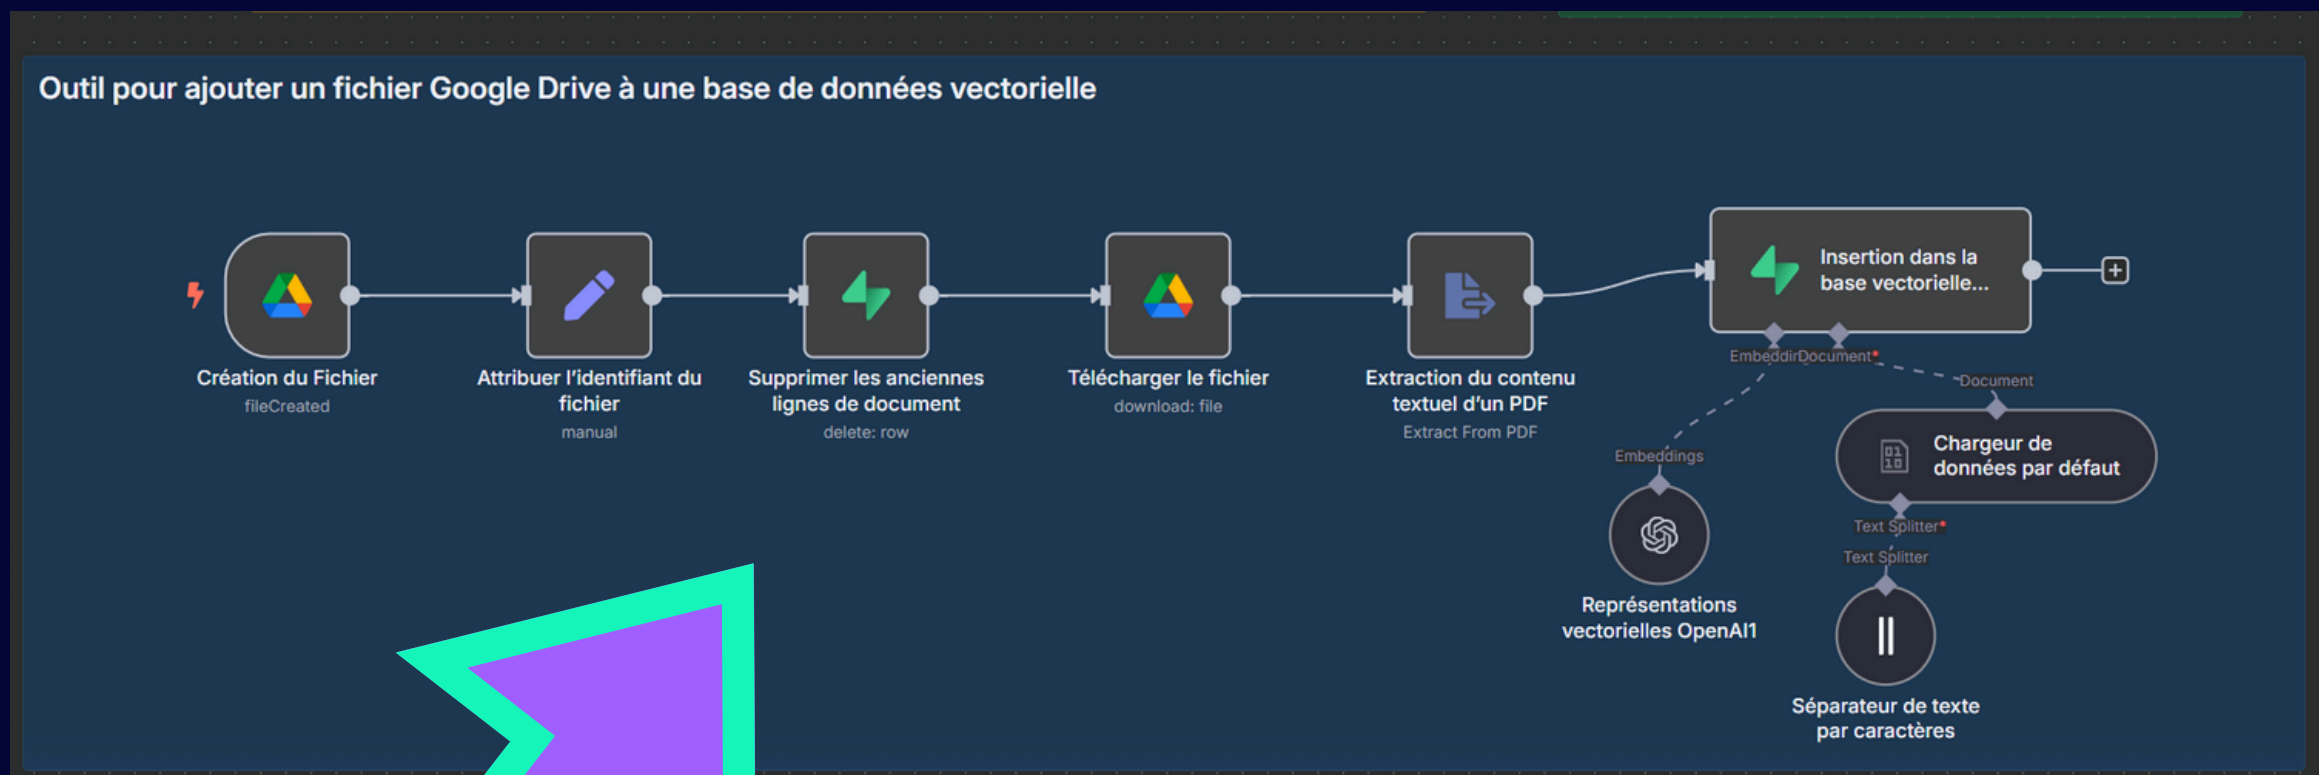 Outil pour ajouter un fichier Google Drive à une base de données vectorielle
Création du Fichier
fileCreated
Attribuer l'identifiant du
fichier
manual
Supprimer les anciennes
lignes de document
delete: row
Télécharger le fichier
download: file
Extraction du contenu
textuel d'un PDF
Extract From PDF
Insertion dans la
base vectorielle...
EmbeddirDocument*
Document
Embeddings
Représentations
vectorielles OpenAI1
Chargeur de
données par défaut
Text Splitter*
Text Splitter
Séparateur de texte
par caractères